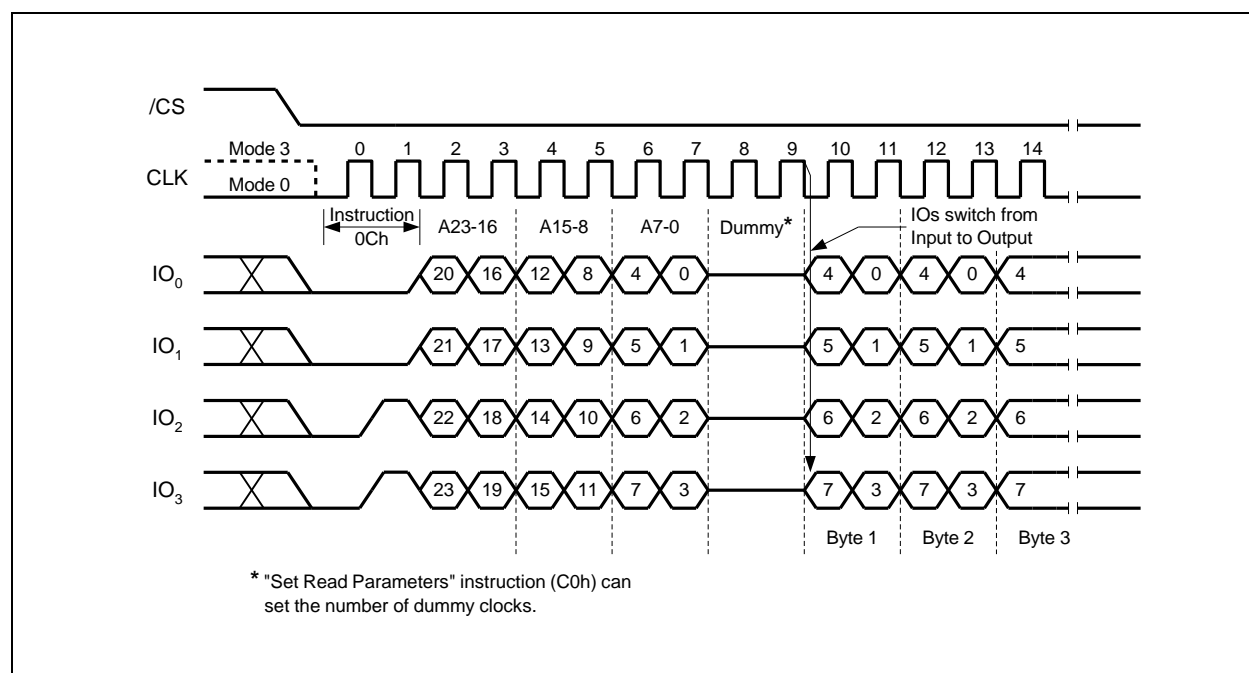 /CS
Mode 3
0 1 2 3 4 5 6 7 8 9 10 11 12 13 14
CLK
Mode 0
Instruction
0Ch
A23-16
A15-8
A7-0
Dummy*
IOs switch from
Input to Output
IO0
20 16 12 8 4 0 4 0 4 0 4
IO1
21 17 13 9 5 1 5 1 5 1 5
IO2
22 18 14 10 6 2 6 2 6 2 6
IO3
23 19 15 11 7 3 7 3 7 3 7
Byte 1
Byte 2
Byte 3
* "Set Read Parameters" instruction (C0h) can
set the number of dummy clocks.